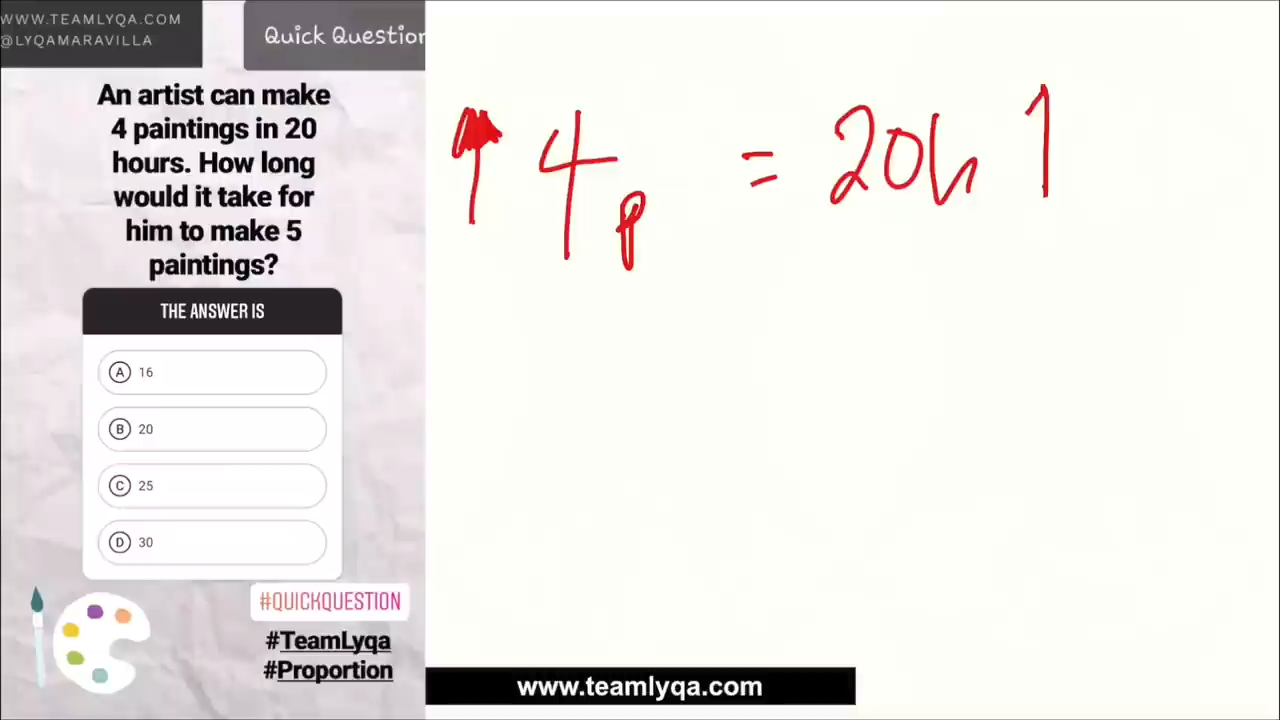 WWW.TEAMLYQA.COM
@LYQAMARAVILLA
Quick Question
An artist can make
4 paintings in 20
hours. How long
would it take for
him to make 5
paintings?
THE ANSWER IS
A 16
B 20
C 25
D 30
#QUICKQUESTION
#TeamLyqa
#Proportion
4p = 20h
www.teamlyqa.com